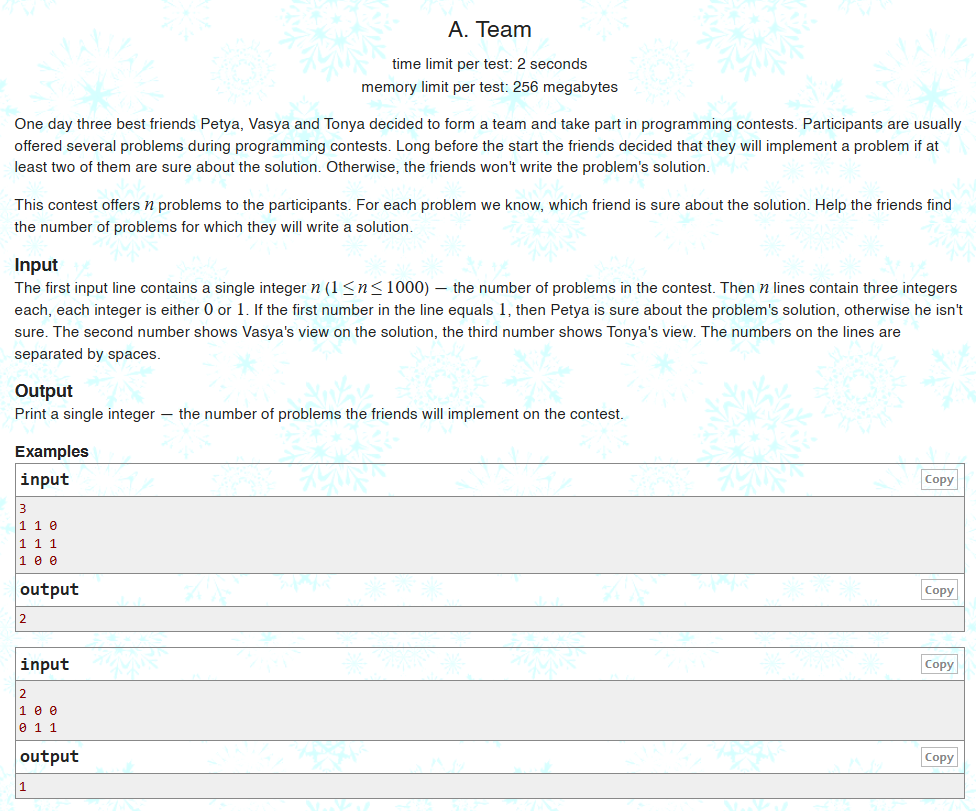 A. Team
time limit per test: 2 seconds
memory limit per test: 256 megabytes
One day three best friends Petya, Vasya and Tonya decided to form a team and take part in programming contests. Participants are usually
offered several problems during programming contests. Long before the start the friends decided that they will implement a problem if at
least two of them are sure about the solution. Otherwise, the friends won't write the problem's solution.
This contest offers n problems to the participants. For each problem we know, which friend is sure about the solution. Help the friends find
the number of problems for which they will write a solution.
Input
The first input line contains a single integer n (1 ≤ n ≤ 1000) — the number of problems in the contest. Then n lines contain three integers
each, each integer is either 0 or 1. If the first number in the line equals 1, then Petya is sure about the problem's solution, otherwise he isn't
sure. The second number shows Vasya's view on the solution, the third number shows Tonya's view. The numbers on the lines are
separated by spaces.
Output
Print a single integer — the number of problems the friends will implement on the contest.
Examples
input Copy
3
1 1 0
1 1 1
1 0 0
output Copy
2
input Copy
2
1 0 0
0 1 1
output Copy
1